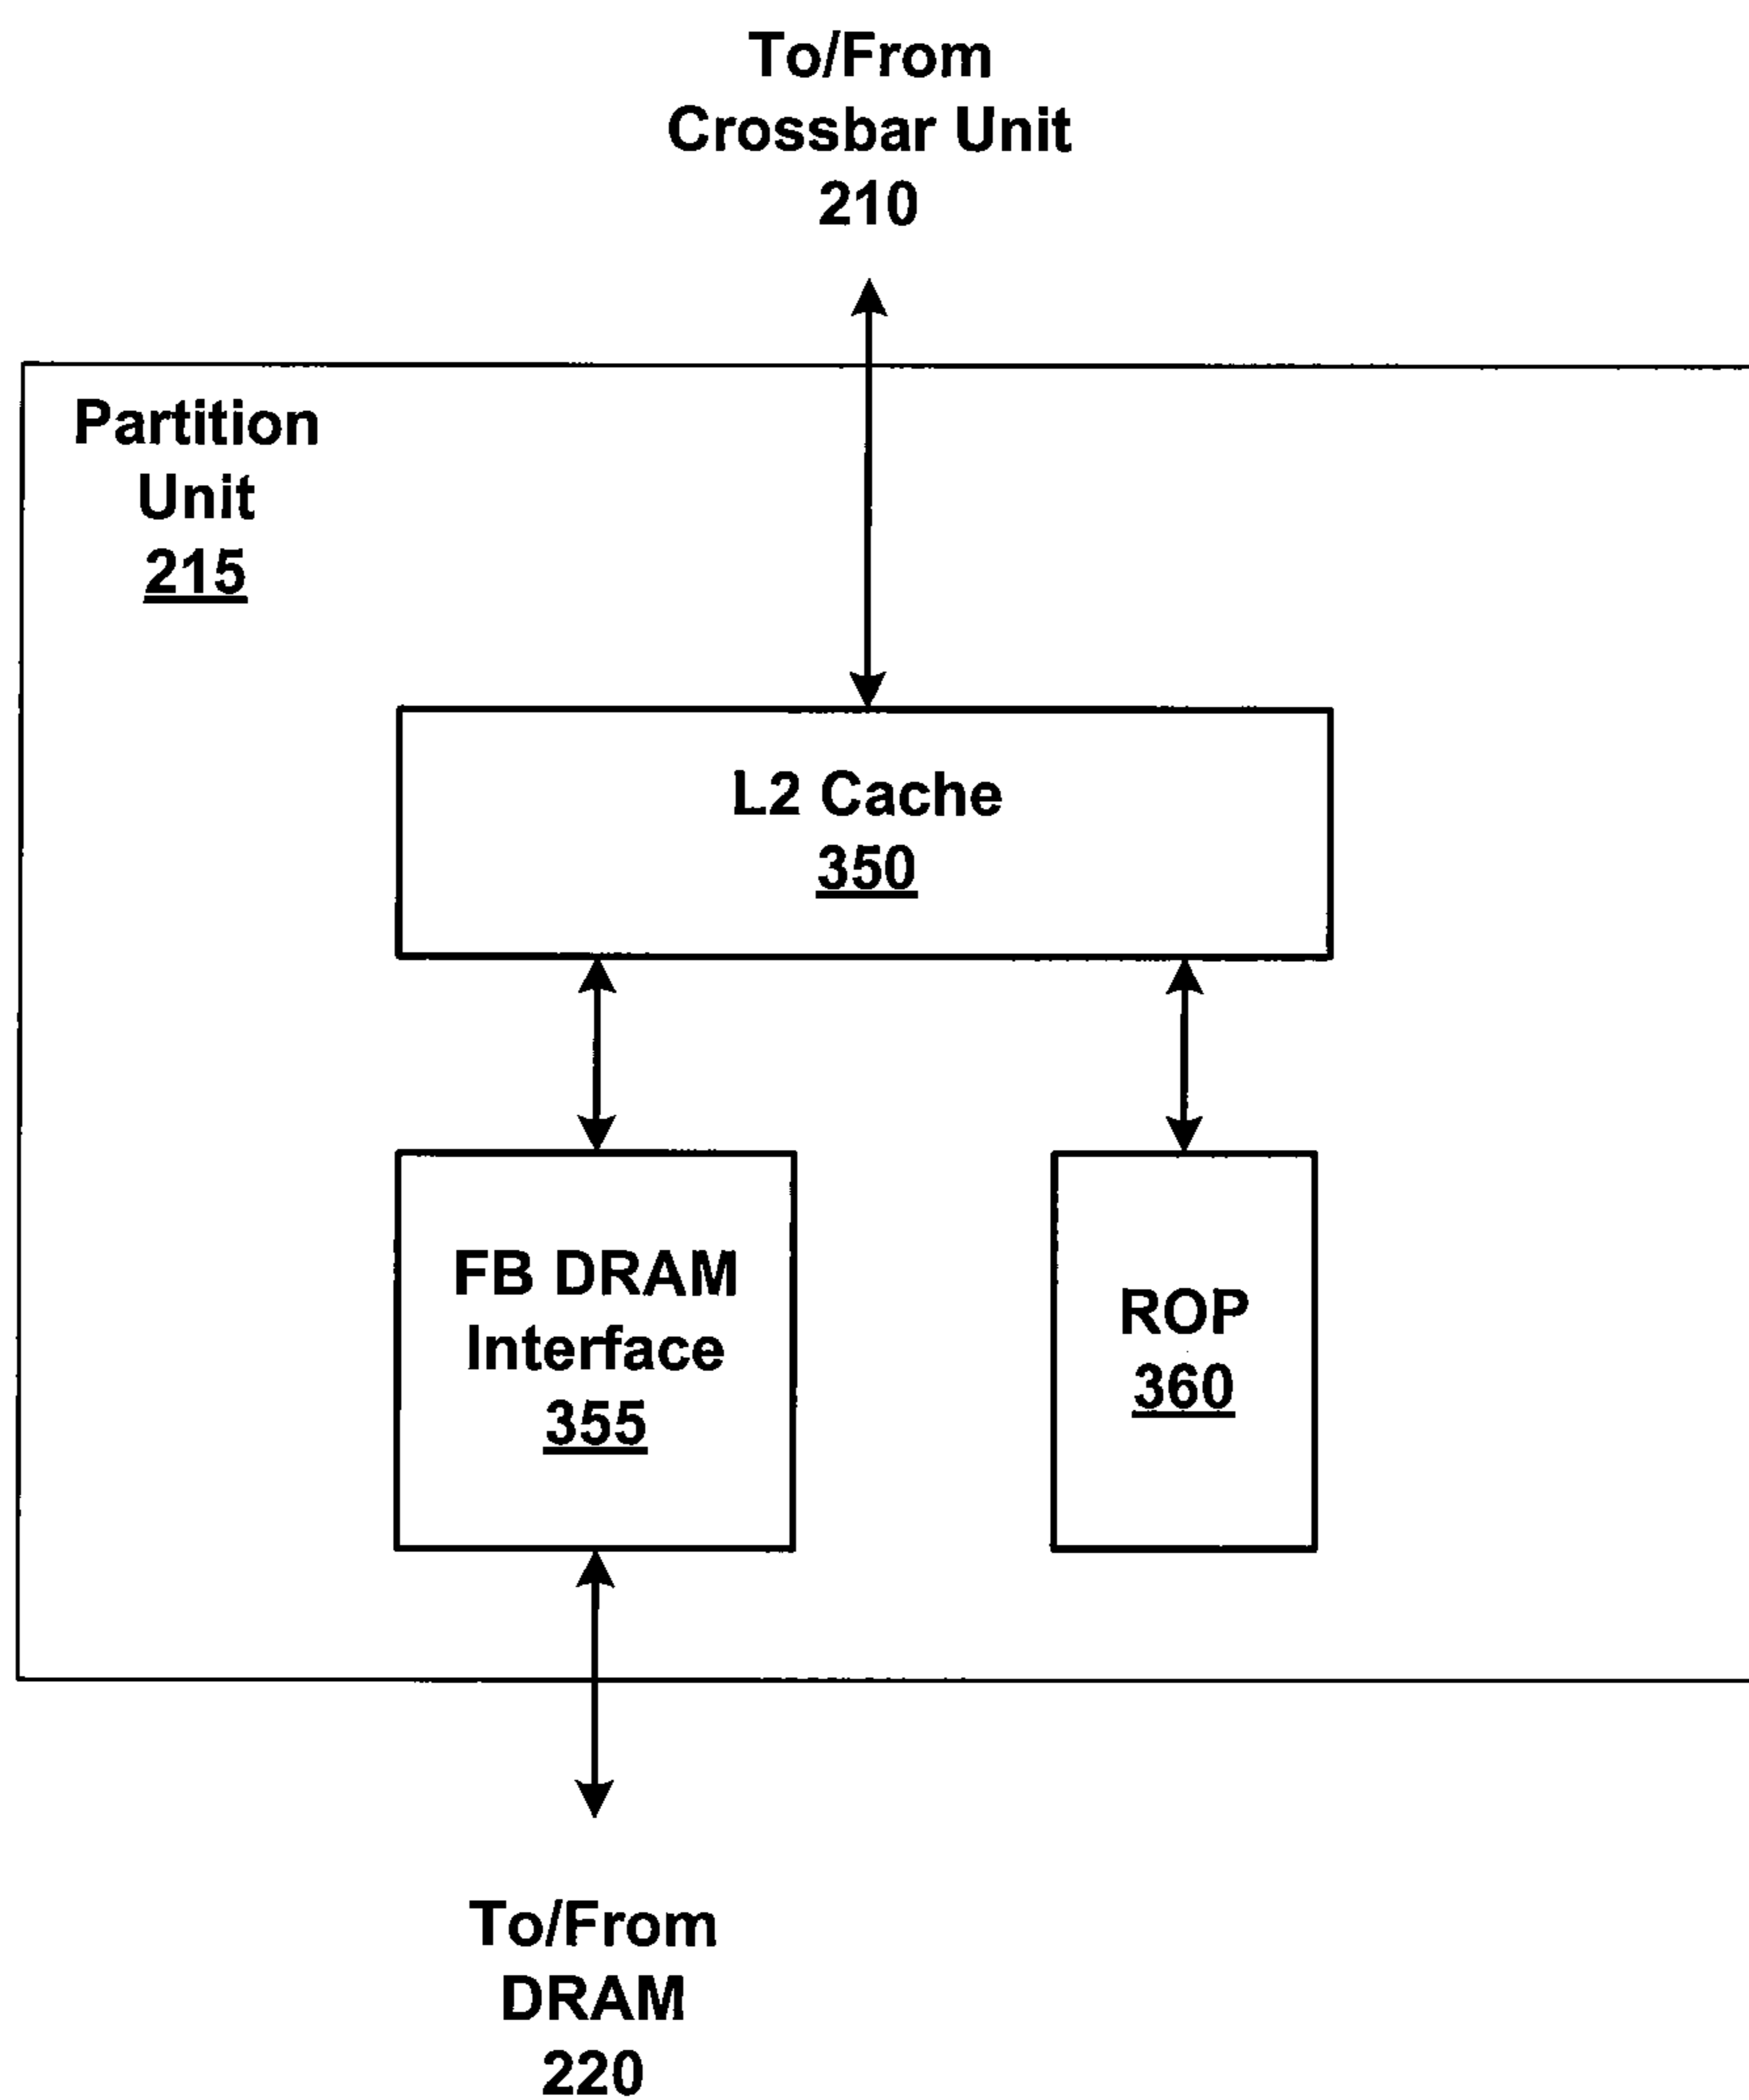 To/From
Crossbar Unit
210
Partition
Unit
215
L2 Cache
350
FB DRAM
Interface
355
ROP
360
To/From
DRAM
220